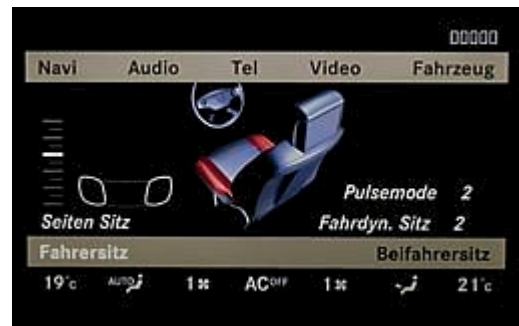 Navi Audio Tel Video Fahrzeug
Pulsemode 2
Seiten Sitz Fahrdyn. Sitz 2
Fahrersitz Beifahrersitz
19°c AUTO 1 AC OFF 1 21°c